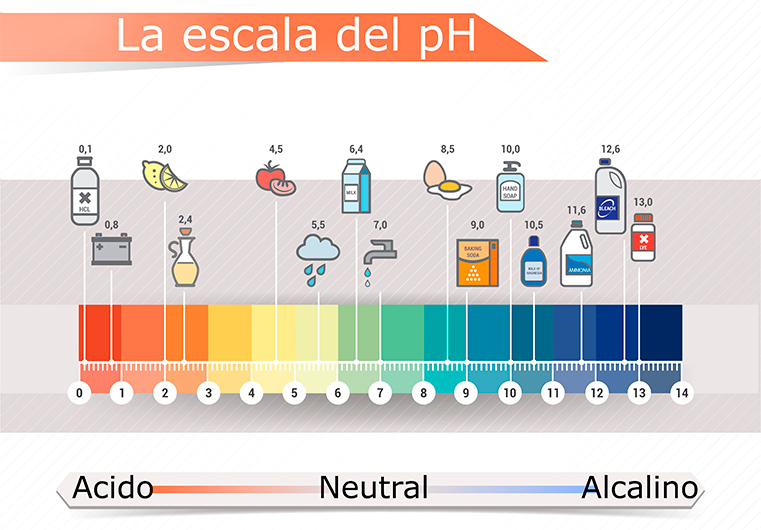 La escala del pH
0,1
2,0
4,5
6,4
8,5
10,0
12,6
HCL
MILK
HAND
SOAP
BLEACH
0,8
2,4
5,5
7,0
9,0
10,5
11,6
13,0
BAKING
SODA
MILK OF
MAGNESIA
AMMONIA
LYE
0 1 2 3 4 5 6 7 8 9 10 11 12 13 14
Acido Neutral Alcalino